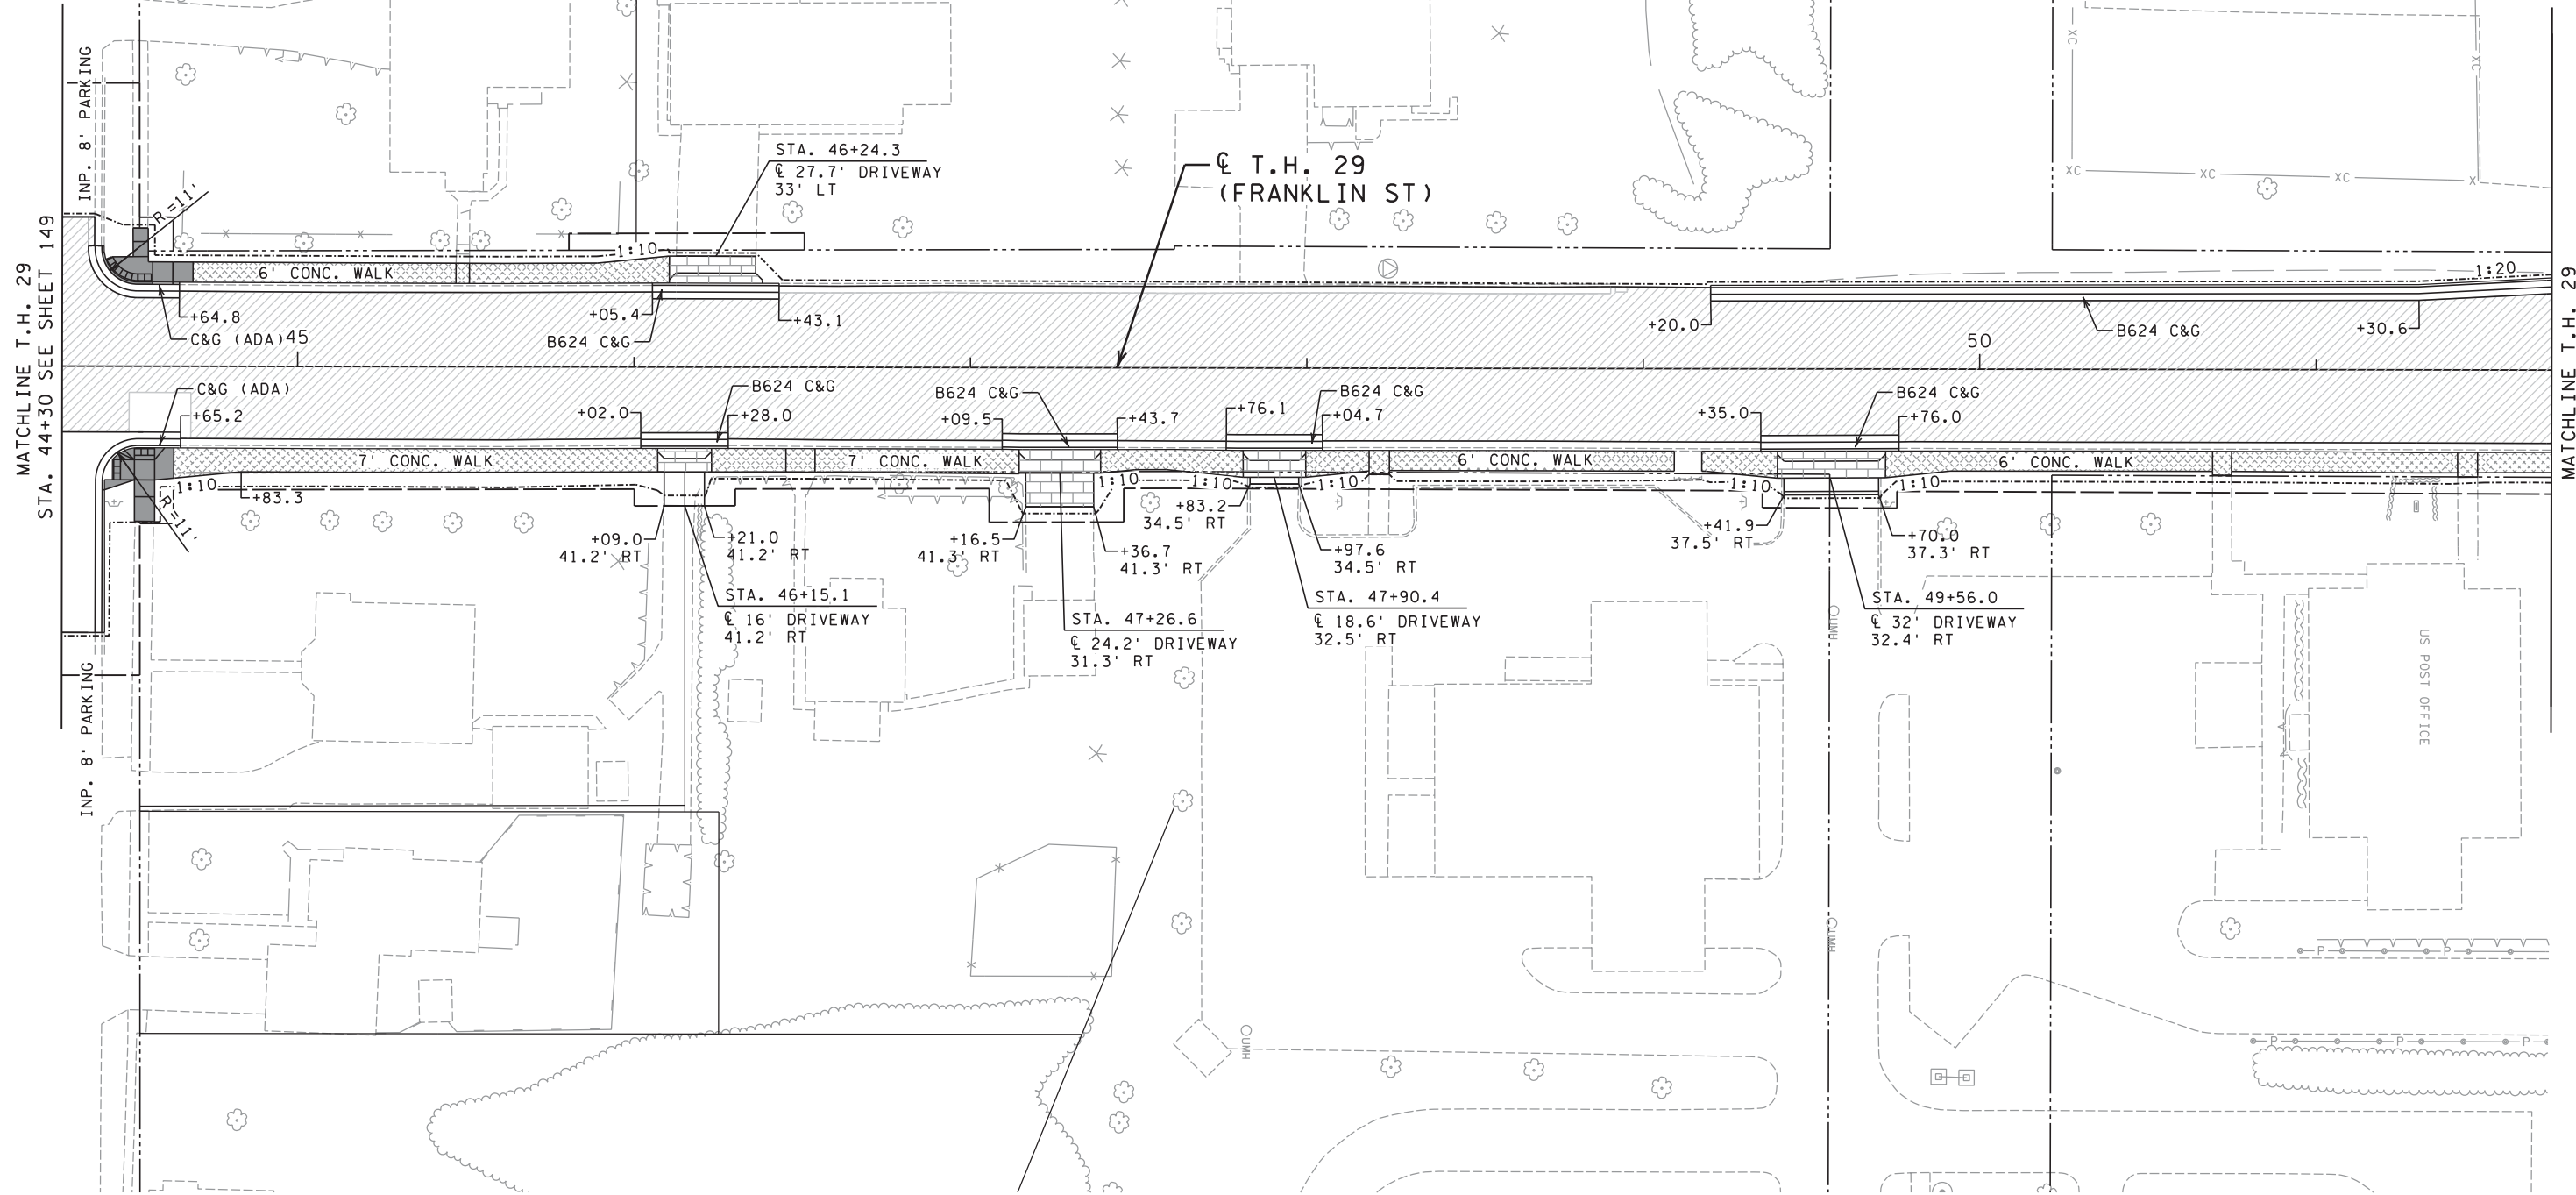 INP. 8' PARKING
R =11'
STA. 46+24.3
℄ 27.7' DRIVEWAY
33' LT
℄ T.H. 29
(FRANKLIN ST)
XC
XC
XC
XC
XC
X
1:10
1:20
6' CONC. WALK
+64.8
C&G (ADA)
45
+05.4
B624 C&G
+43.1
+20.0
B624 C&G
+30.6
50
MATCHLINE T.H. 29
STA. 44+30 SEE SHEET 149
MATCHLINE T.H. 29
C&G (ADA)
+65.2
+02.0
B624 C&G
+28.0
B624 C&G
+09.5
+43.7
+76.1
B624 C&G
+04.7
+35.0
B624 C&G
+76.0
7' CONC. WALK
7' CONC. WALK
6' CONC. WALK
6' CONC. WALK
1:10
+83.3
R=11'
1:10
1:10
1:10
1:10
1:10
+09.0
41.2' RT
+21.0
41.2' RT
+16.5
41.3' RT
+36.7
41.3' RT
+83.2
34.5' RT
+97.6
34.5' RT
+41.9
37.5' RT
+70.0
37.3' RT
STA. 46+15.1
℄ 16' DRIVEWAY
41.2' RT
STA. 47+26.6
℄ 24.2' DRIVEWAY
31.3' RT
STA. 47+90.4
℄ 18.6' DRIVEWAY
32.5' RT
STA. 49+56.0
℄ 32' DRIVEWAY
32.4' RT
INP. 8' PARKING
UMH
US POST OFFICE
UMH
UMH
P
P
P
P
P